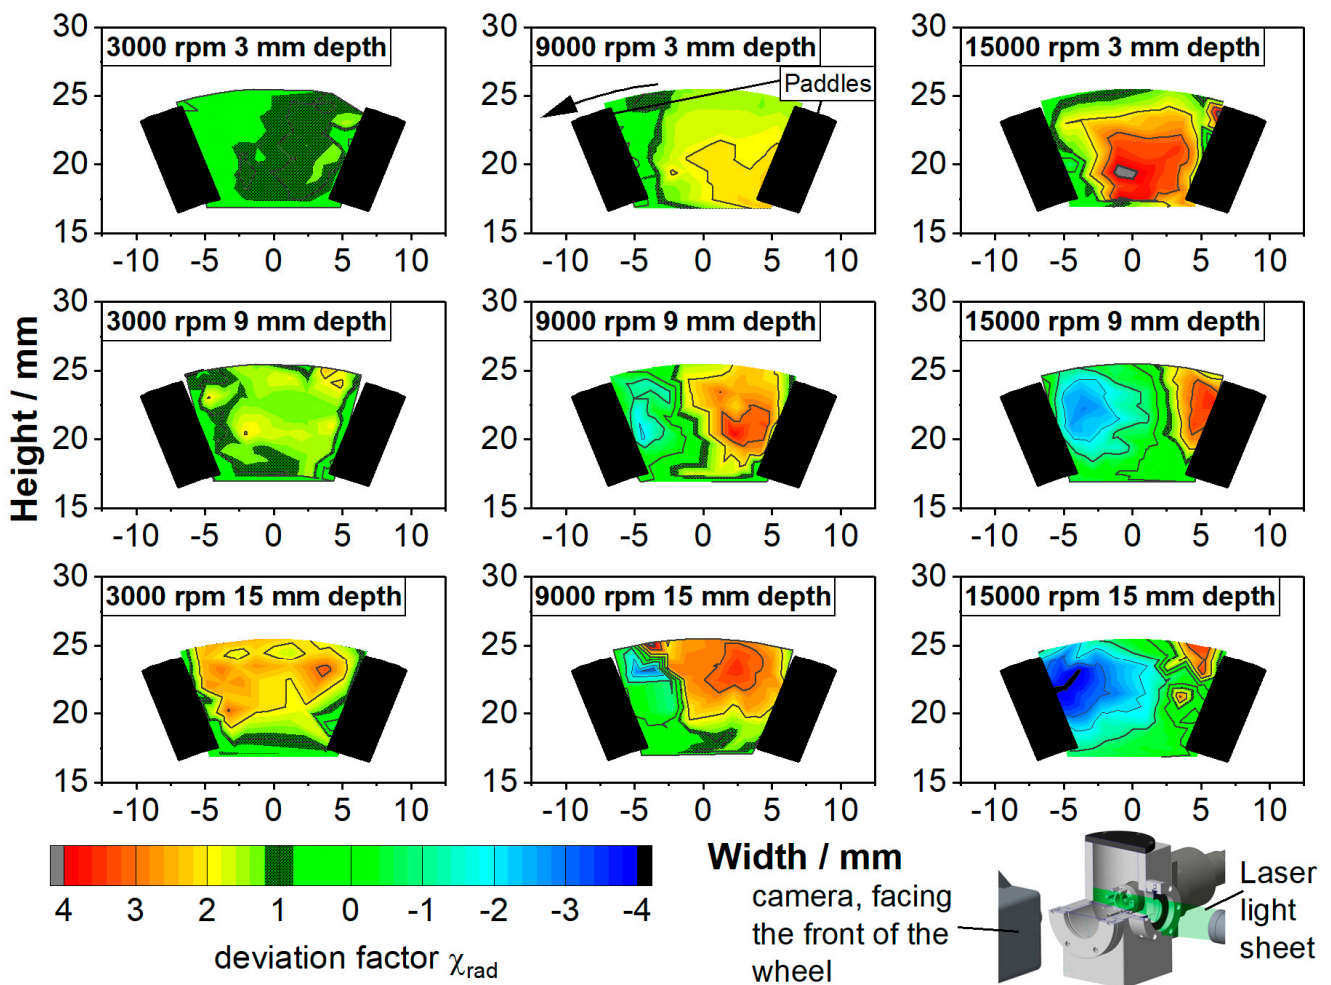 3000 rpm 3 mm depth
30
25
20
15
-10 -5 0 5 10
9000 rpm 3 mm depth
Paddles
30
25
20
15
-10 -5 0 5 10
15000 rpm 3 mm depth
30
25
20
15
-10 -5 0 5 10
Height / mm
3000 rpm 9 mm depth
30
25
20
15
-10 -5 0 5 10
9000 rpm 9 mm depth
30
25
20
15
-10 -5 0 5 10
15000 rpm 9 mm depth
30
25
20
15
-10 -5 0 5 10
3000 rpm 15 mm depth
30
25
20
15
-10 -5 0 5 10
9000 rpm 15 mm depth
30
25
20
15
-10 -5 0 5 10
15000 rpm 15 mm depth
30
25
20
15
-10 -5 0 5 10
Width / mm
4 3 2 1 0 -1 -2 -3 -4
deviation factor χrad
camera, facing
the front of the
wheel
Laser
light
sheet